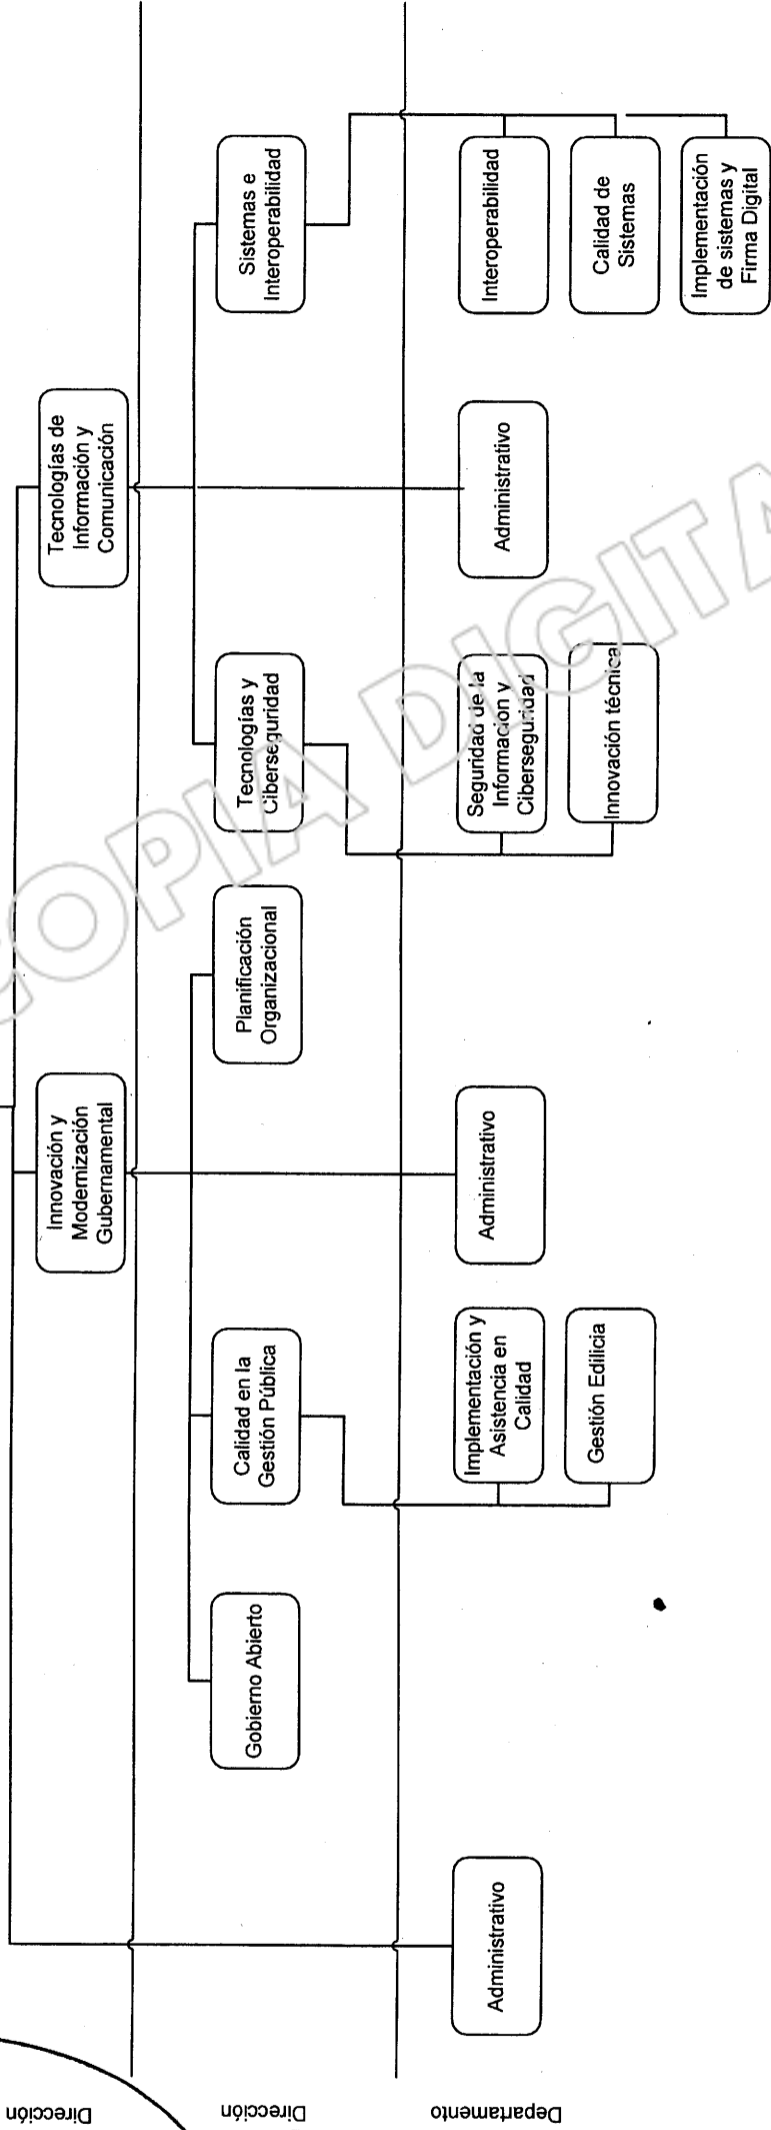 Dirección
Innovación y
Modernización
Gubernamental
Tecnologías de
Información y
Comunicación
Dirección
Gobierno Abierto
Calidad en la
Gestión Pública
Planificación
Organizacional
Tecnologías y
Ciberseguridad
Sistemas e
Interoperabilidad
Departamento
Administrativo
Implementación y
Asistencia en
Calidad
Gestión Edilicia
Administrativo
Seguridad de la
Información y
Ciberseguridad
Innovación técnica
Administrativo
Interoperabilidad
Calidad de
Sistemas
Implementación
de sistemas y
Firma Digital
COPIA DIGITA